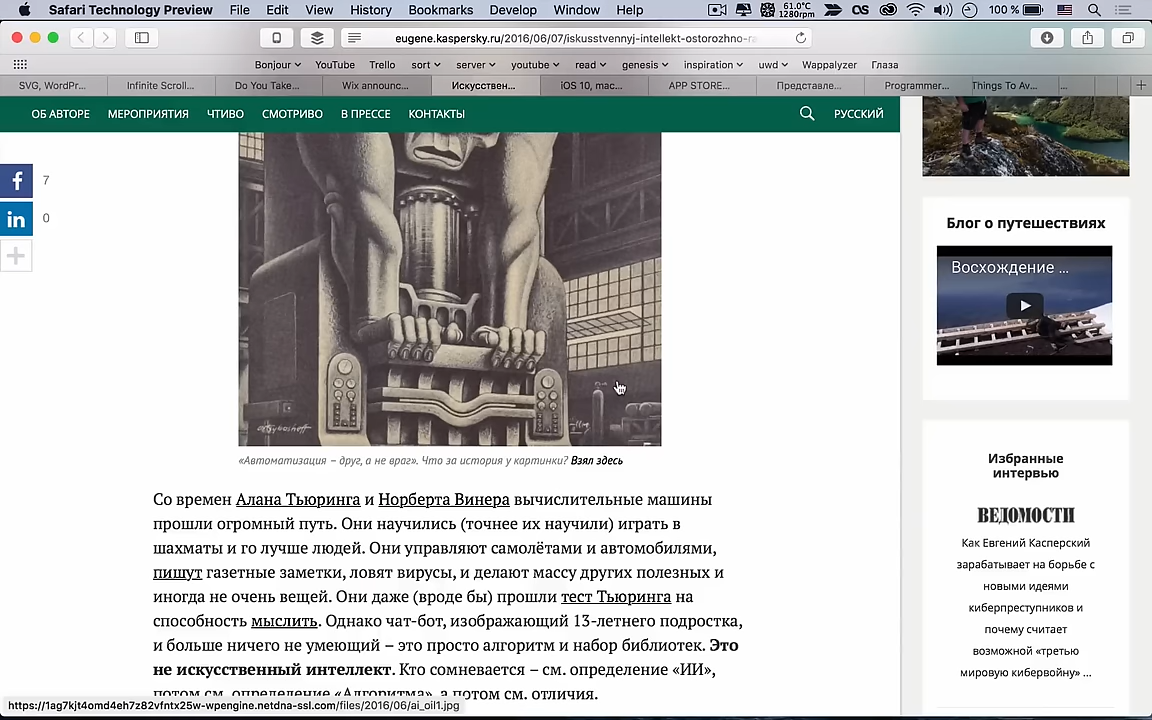 Safari Technology Preview File Edit View History Bookmarks Develop Window Help 61.0°C 1280rpm 100 %
eugene.kaspersky.ru/2016/06/07/iskusstvennyj-intellekt-ostorozhno-
Bonjour YouTube Trello sort server youtube read genesis inspiration uwd Wappalyzer Глаза
SVG, WordPr... Infinite Scroll... Do You Take... Wix announc... Искусствен... iOS 10, mac... APP STORE... Представле... Programmer... Things To Av... ...
ОБ АВТОРЕ МЕРОПРИЯТИЯ ЧТИВО СМОТРИВО В ПРЕССЕ КОНТАКТЫ РУССКИЙ
7
in 0
«Автоматизация – друг, а не враг». Что за история у картинки? Взял здесь
Со времен Алана Тьюринга и Норберта Винера вычислительные машины
прошли огромный путь. Они научились (точнее их научили) играть в
шахматы и го лучше людей. Они управляют самолётами и автомобилями,
пишут газетные заметки, ловят вирусы, и делают массу других полезных и
иногда не очень вещей. Они даже (вроде бы) прошли тест Тьюринга на
способность мыслить. Однако чат-бот, изображающий 13-летнего подростка,
и больше ничего не умеющий – это просто алгоритм и набор библиотек. Это
не искусственный интеллект. Кто сомневается – см. определение «ИИ»,
потом см. определение «Алгоритма», а потом см. отличия.
Блог о путешествиях
Восхождение ...
Избранные
интервью
ВЕДОМОСТИ
Как Евгений Касперский
зарабатывает на борьбе с
новыми идеями
киберпреступников и
почему считает
возможной «третью
мировую кибервойну» ...
https://1ag7kjt4omd4eh7z82vfntx25w-wpengine.netdna-ssl.com/files/2016/06/ai_oil1.jpg